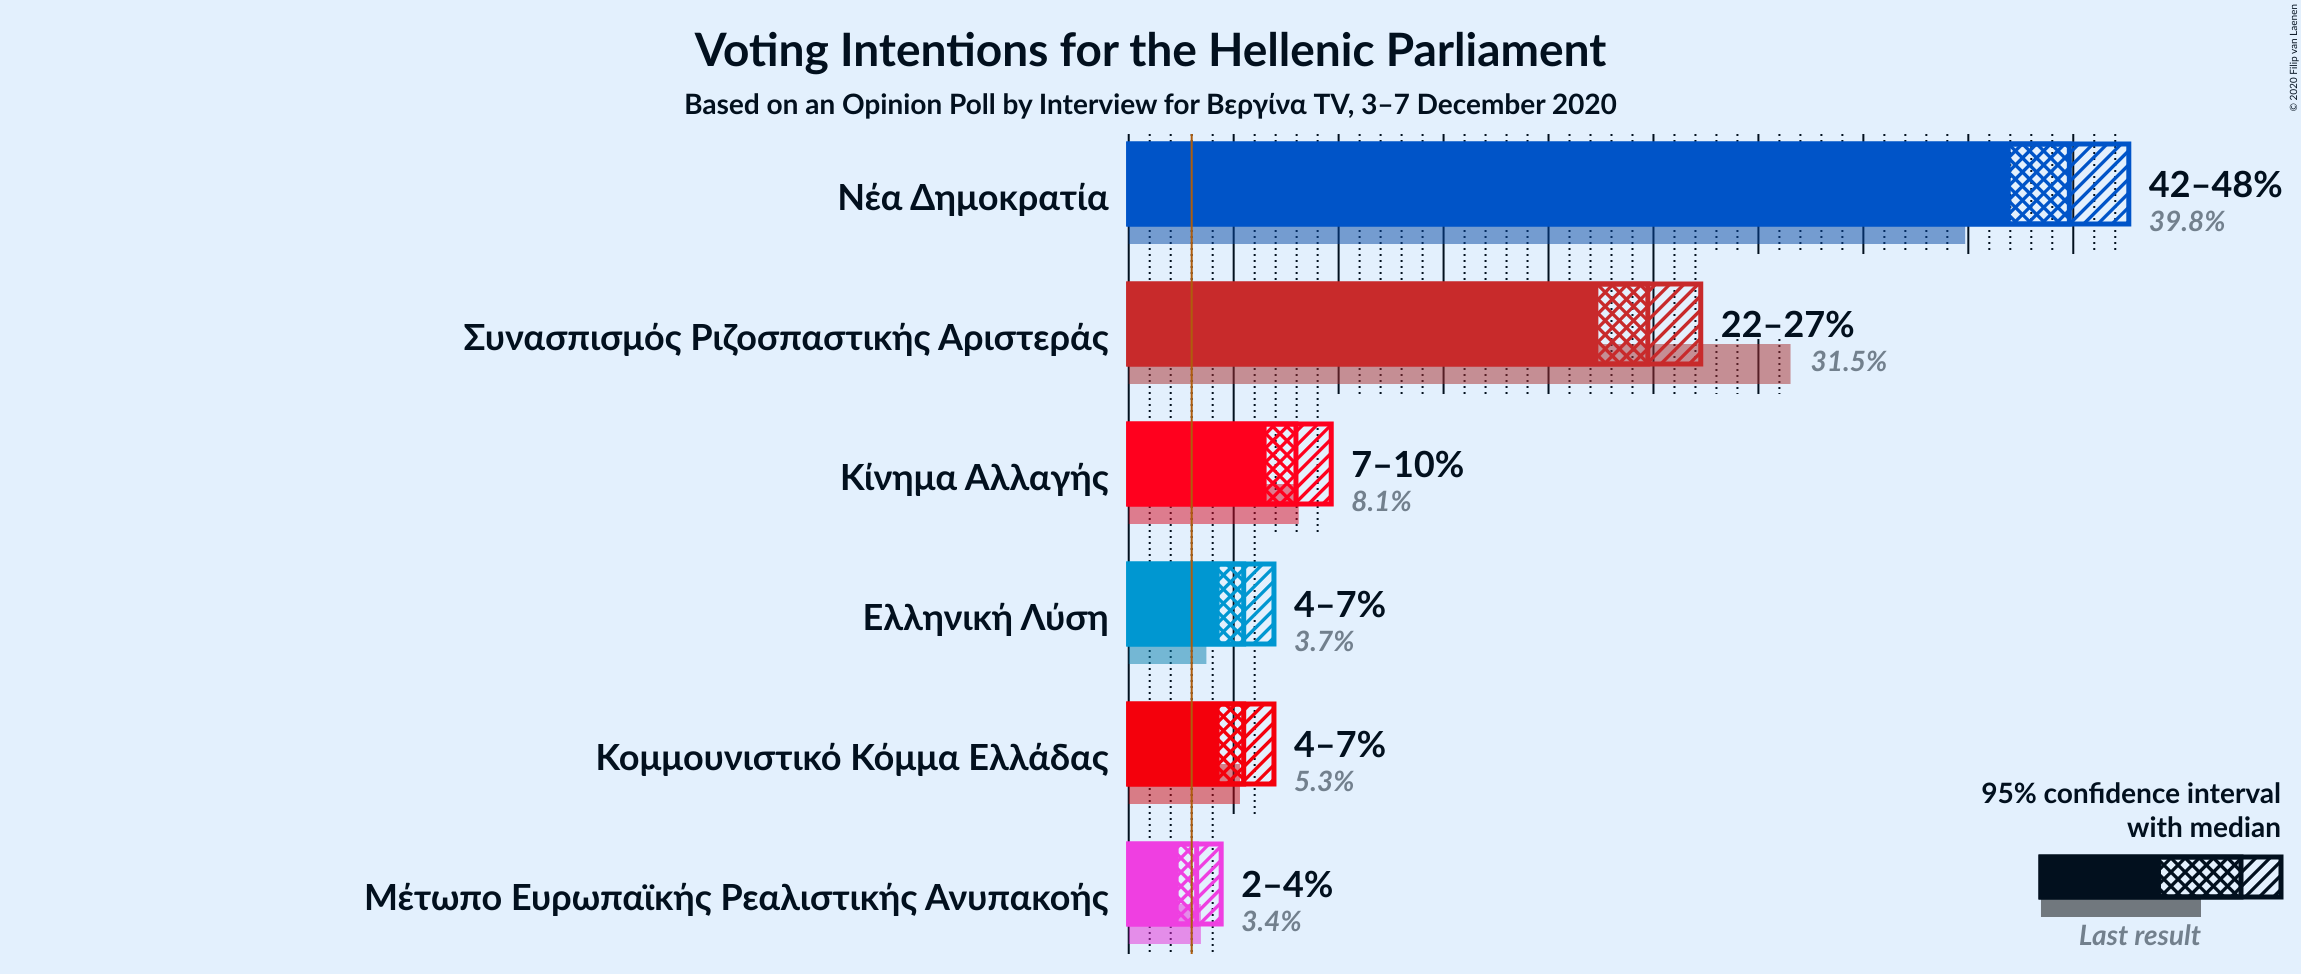 Voting Intentions for the Hellenic Parliament
Based on an Opinion Poll by Interview for Βεργίνα TV, 3–7 December 2020
© 2020 Filip van Laenen
Νέα Δημοκρατία
42–48%
39.8%
Συνασπισμός Ριζοσπαστικής Αριστεράς
22–27%
31.5%
Κίνημα Αλλαγής
7–10%
8.1%
Ελληνική Λύση
4–7%
3.7%
Κομμουνιστικό Κόμμα Ελλάδας
4–7%
5.3%
Μέτωπο Ευρωπαϊκής Ρεαλιστικής Ανυπακοής
2–4%
3.4%
95% confidence interval
with median
Last result